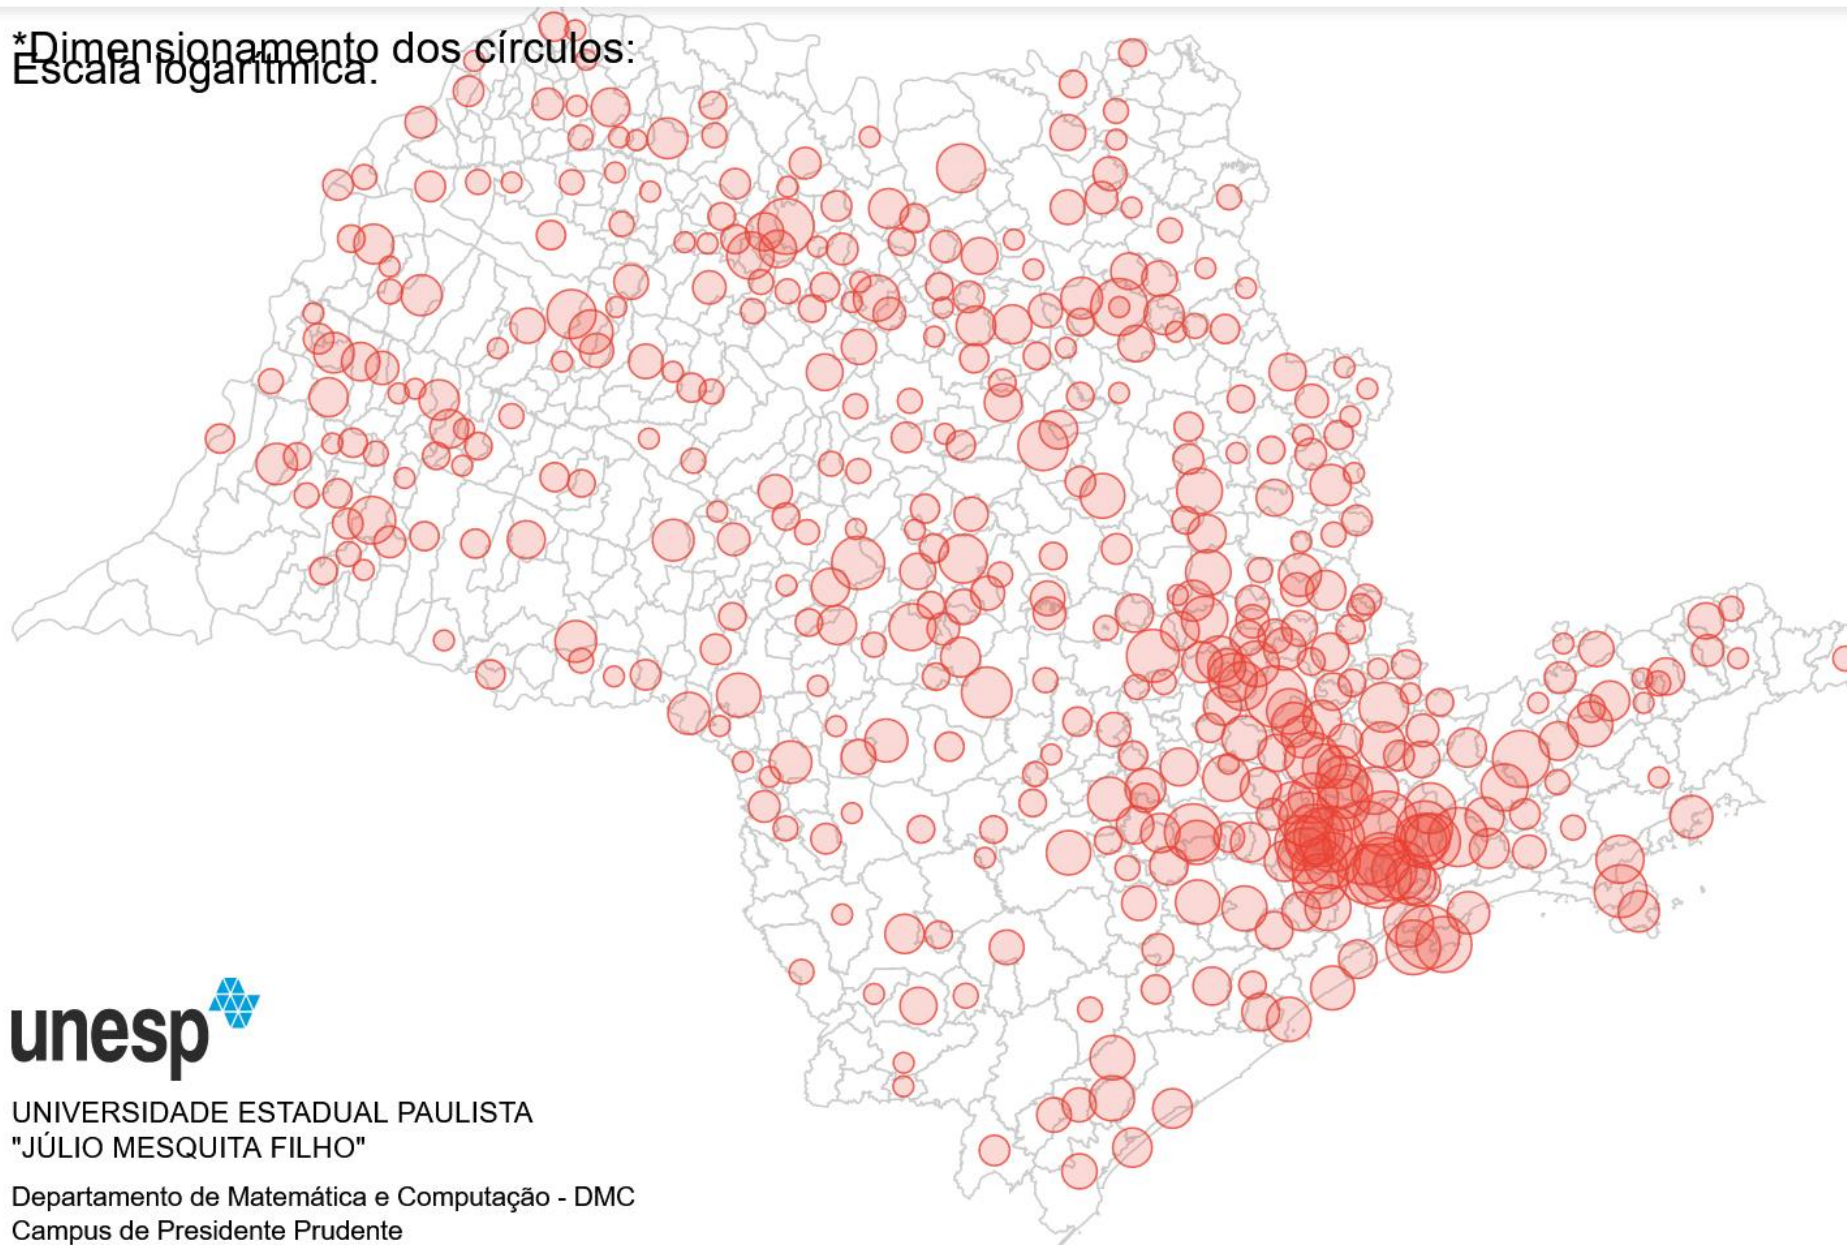 *Dimensionamento dos círculos:
Escala logarítmica.
unesp
UNIVERSIDADE ESTADUAL PAULISTA
"JÚLIO MESQUITA FILHO"
Departamento de Matemática e Computação - DMC
Campus de Presidente Prudente